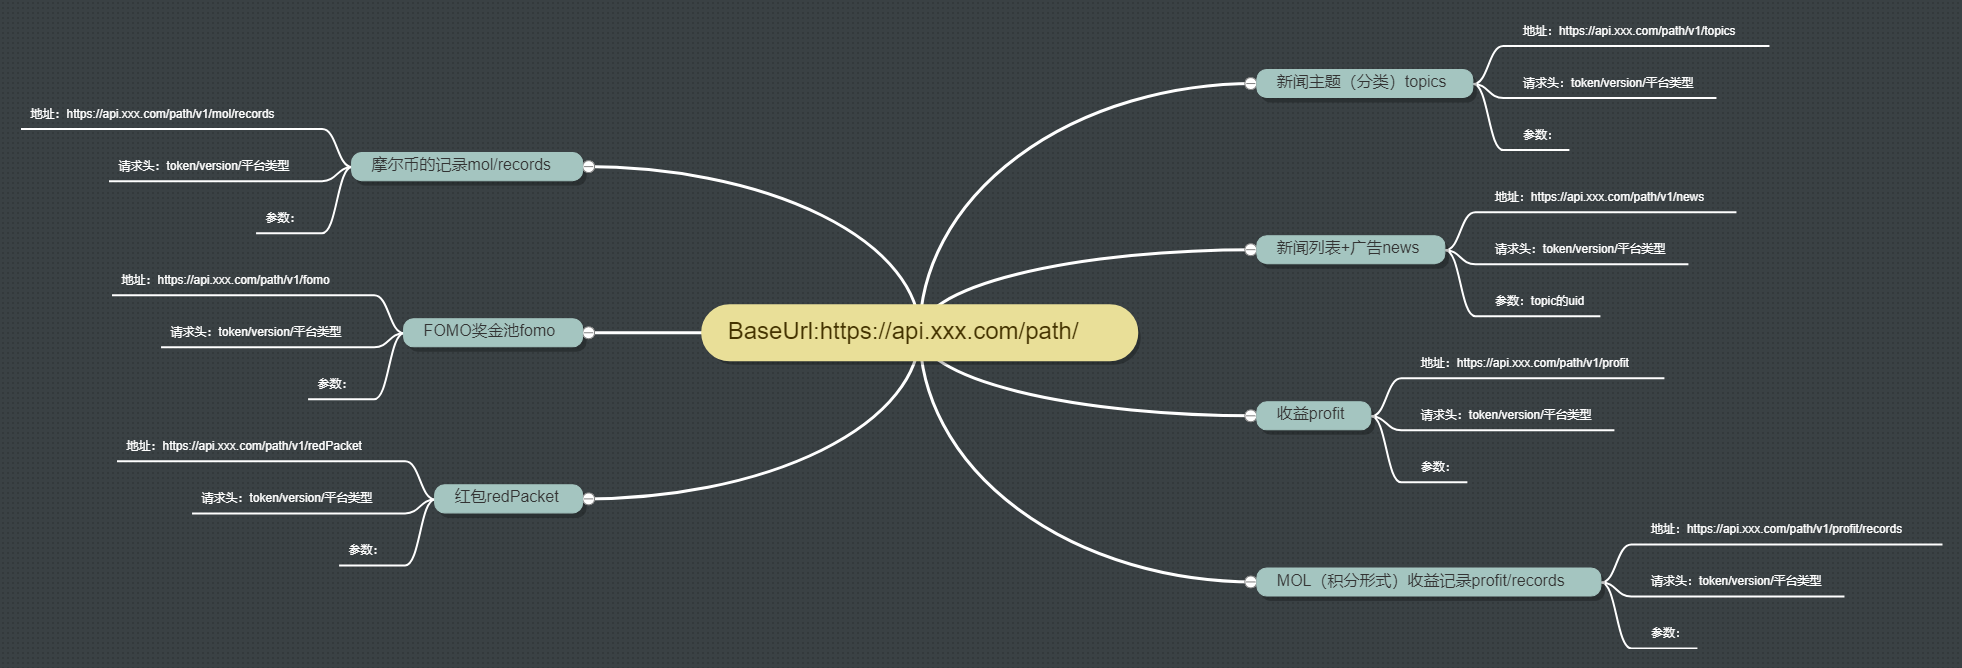 BaseUrl:https://api.xxx.com/path/
新闻主题（分类）topics
地址：https://api.xxx.com/path/v1/topics
请求头：token/version/平台类型
参数：
新闻列表+广告news
地址：https://api.xxx.com/path/v1/news
请求头：token/version/平台类型
参数：topic的uid
收益profit
地址：https://api.xxx.com/path/v1/profit
请求头：token/version/平台类型
参数：
MOL（积分形式）收益记录profit/records
地址：https://api.xxx.com/path/v1/profit/records
请求头：token/version/平台类型
参数：
摩尔币的记录mol/records
地址：https://api.xxx.com/path/v1/mol/records
请求头：token/version/平台类型
参数：
FOMO奖金池fomo
地址：https://api.xxx.com/path/v1/fomo
请求头：token/version/平台类型
参数：
红包redPacket
地址：https://api.xxx.com/path/v1/redPacket
请求头：token/version/平台类型
参数：